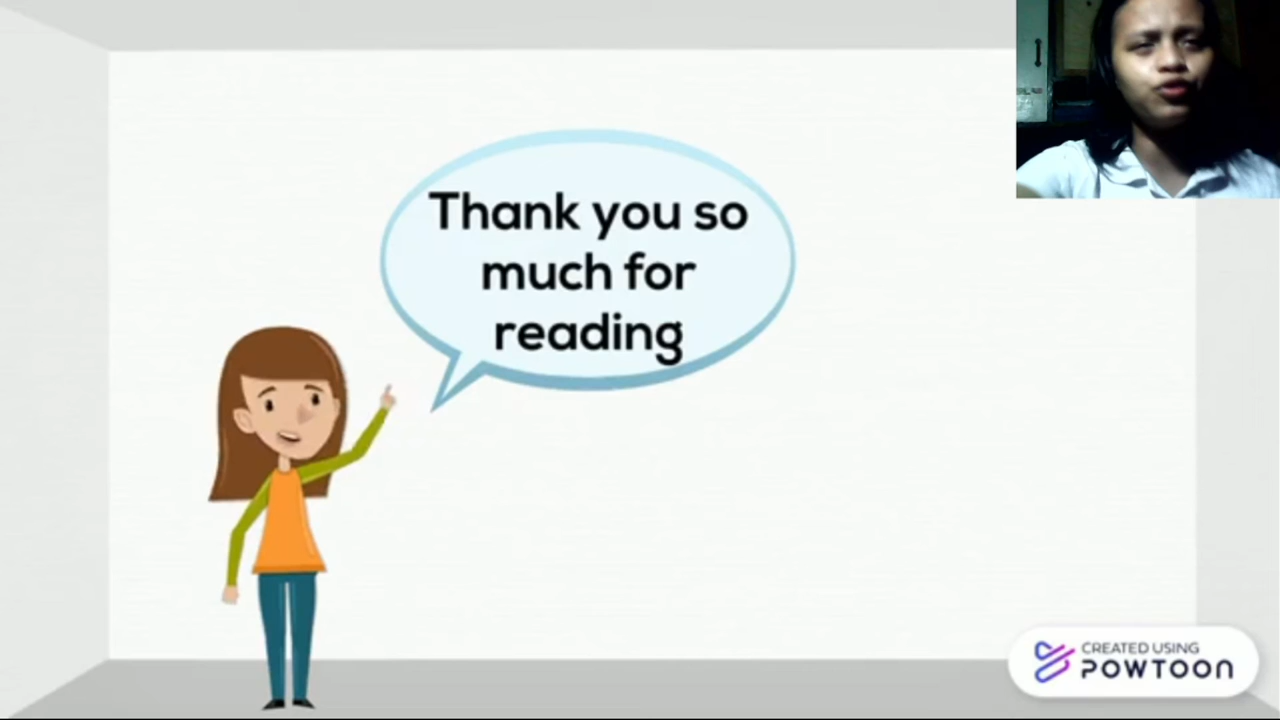 Thank you so
much for
reading
CREATED USING
POWTOON